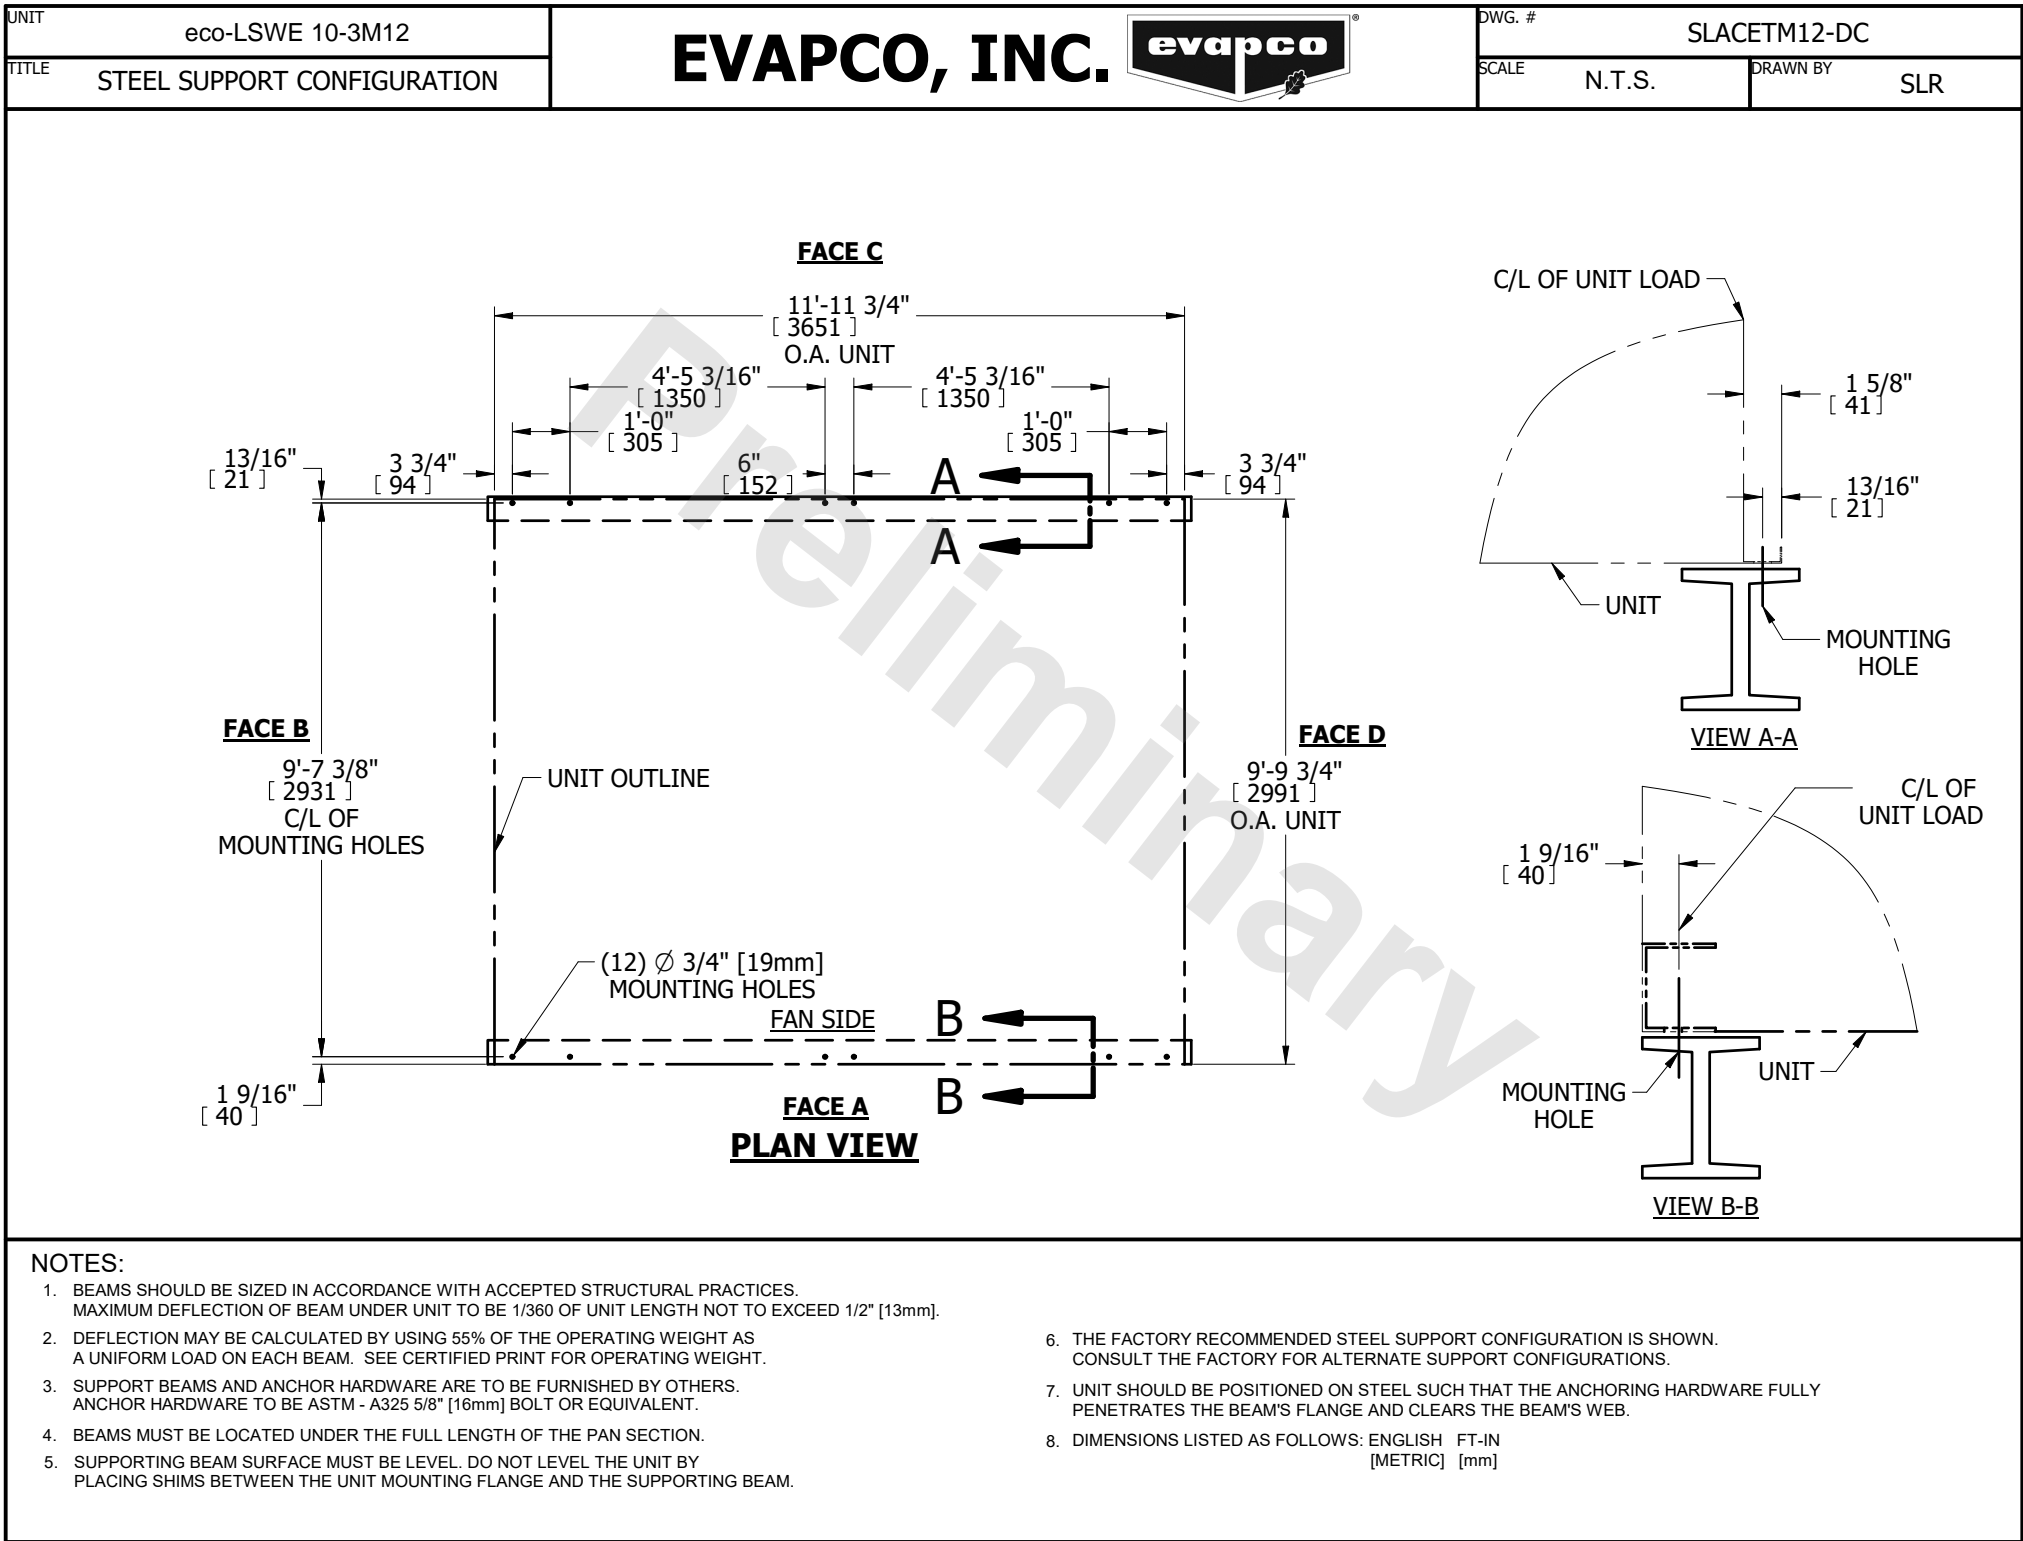 UNIT
eco-LSWE 10-3M12
TITLE
STEEL SUPPORT CONFIGURATION
EVAPCO, INC.
evapco
®
DWG. #
SLACETM12-DC
SCALE
N.T.S.
DRAWN BY
SLR
FACE C
11'-11 3/4"
[ 3651 ]
O.A. UNIT
4'-5 3/16"
[ 1350 ]
4'-5 3/16"
[ 1350 ]
1'-0"
[ 305 ]
1'-0"
[ 305 ]
13/16"
[ 21 ]
3 3/4"
[ 94 ]
6"
[ 152 ]
A
3 3/4"
[ 94 ]
A
FACE B
9'-7 3/8"
[ 2931 ]
C/L OF
MOUNTING HOLES
UNIT OUTLINE
FACE D
9'-9 3/4"
[ 2991 ]
O.A. UNIT
(12) Ø 3/4" [19mm]
MOUNTING HOLES
FAN SIDE
B
B
1 9/16"
[ 40 ]
FACE A
PLAN VIEW
Preliminary
C/L OF UNIT LOAD
1 5/8"
[ 41 ]
13/16"
[ 21 ]
UNIT
MOUNTING
HOLE
VIEW A-A
C/L OF
UNIT LOAD
1 9/16"
[ 40 ]
UNIT
MOUNTING
HOLE
VIEW B-B
NOTES:
1. BEAMS SHOULD BE SIZED IN ACCORDANCE WITH ACCEPTED STRUCTURAL PRACTICES.
MAXIMUM DEFLECTION OF BEAM UNDER UNIT TO BE 1/360 OF UNIT LENGTH NOT TO EXCEED 1/2" [13mm].
2. DEFLECTION MAY BE CALCULATED BY USING 55% OF THE OPERATING WEIGHT AS
A UNIFORM LOAD ON EACH BEAM. SEE CERTIFIED PRINT FOR OPERATING WEIGHT.
3. SUPPORT BEAMS AND ANCHOR HARDWARE ARE TO BE FURNISHED BY OTHERS.
ANCHOR HARDWARE TO BE ASTM - A325 5/8" [16mm] BOLT OR EQUIVALENT.
4. BEAMS MUST BE LOCATED UNDER THE FULL LENGTH OF THE PAN SECTION.
5. SUPPORTING BEAM SURFACE MUST BE LEVEL. DO NOT LEVEL THE UNIT BY
PLACING SHIMS BETWEEN THE UNIT MOUNTING FLANGE AND THE SUPPORTING BEAM.
6. THE FACTORY RECOMMENDED STEEL SUPPORT CONFIGURATION IS SHOWN.
CONSULT THE FACTORY FOR ALTERNATE SUPPORT CONFIGURATIONS.
7. UNIT SHOULD BE POSITIONED ON STEEL SUCH THAT THE ANCHORING HARDWARE FULLY
PENETRATES THE BEAM'S FLANGE AND CLEARS THE BEAM'S WEB.
8. DIMENSIONS LISTED AS FOLLOWS: ENGLISH FT-IN
[METRIC] [mm]